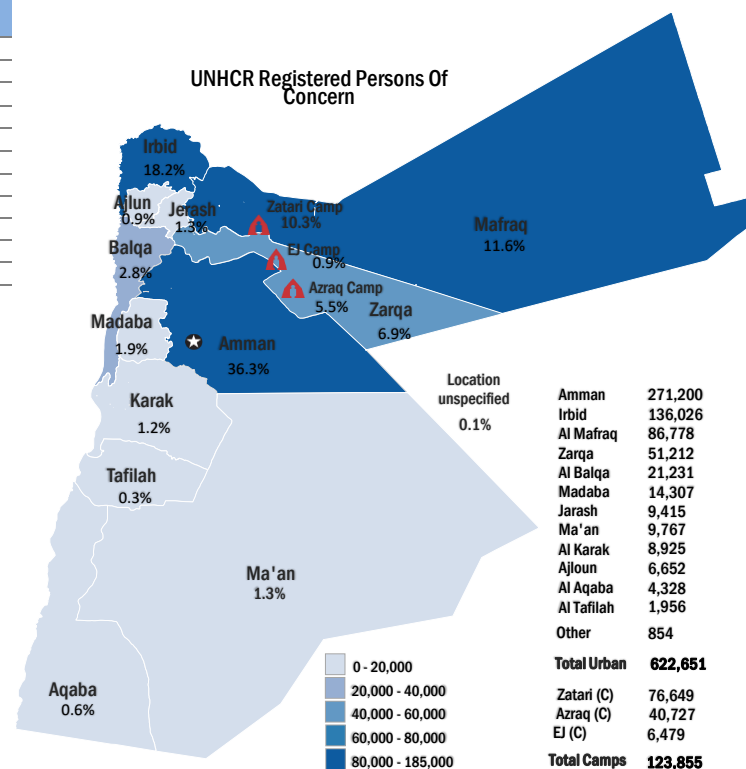 UNHCR Registered Persons Of
Concern
Irbid
18.2%
Ajlun
0.9%
Jerash
1.3%
Zatari Camp
10.3%
Mafraq
11.6%
Balqa
2.8%
EJ Camp
0.9%
Azraq Camp
5.5%
Zarqa
6.9%
Madaba
1.9%
Amman
36.3%
Karak
1.2%
Location
unspecified
0.1%
Tafilah
0.3%
Ma'an
1.3%
Aqaba
0.6%
0 - 20,000
20,000 - 40,000
40,000 - 60,000
60,000 - 80,000
80,000 - 185,000
Amman 271,200
Irbid 136,026
Al Mafraq 86,778
Zarqa 51,212
Al Balqa 21,231
Madaba 14,307
Jarash 9,415
Ma'an 9,767
Al Karak 8,925
Ajloun 6,652
Al Aqaba 4,328
Al Tafilah 1,956
Other 854
Total Urban 622,651
Zatari (C) 76,649
Azraq (C) 40,727
EJ (C) 6,479
Total Camps 123,855